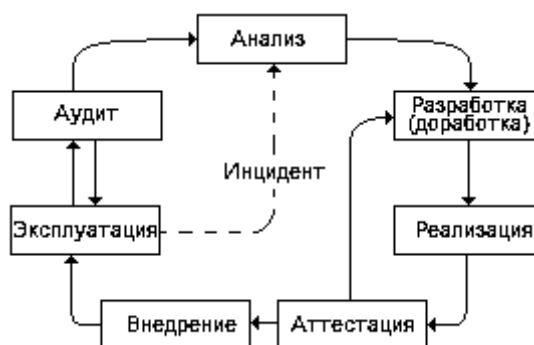 Анализ
Аудит
Разработка
(доработка)
Инцидент
Эксплуатация
Реализация
Внедрение
Аттестация